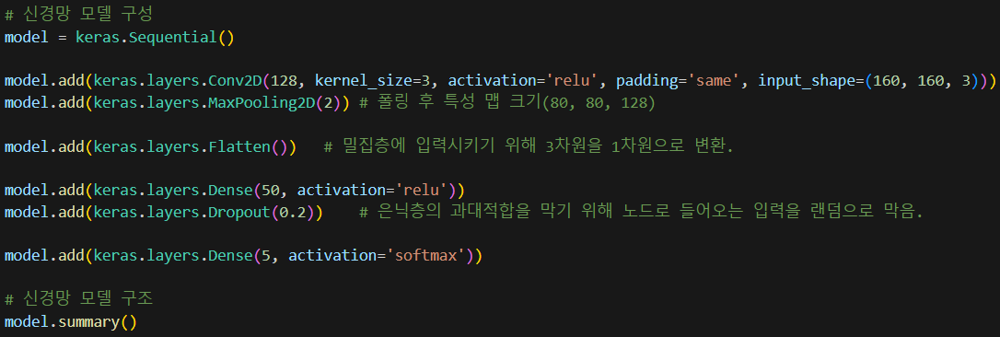 # 신경망 모델 구성
model = keras.Sequential()
model.add(keras.layers.Conv2D(128, kernel_size=3, activation='relu', padding='same', input_shape=(160, 160, 3)))
model.add(keras.layers.MaxPooling2D(2)) # 폴링 후 특성 맵 크기(80, 80, 128)
model.add(keras.layers.Flatten())   # 밀집층에 입력시키기 위해 3차원을 1차원으로 변환.
model.add(keras.layers.Dense(50, activation='relu'))
model.add(keras.layers.Dropout(0.2))    # 은닉층의 과대적합을 막기 위해 노드로 들어오는 입력을 랜덤으로 막음.
model.add(keras.layers.Dense(5, activation='softmax'))
# 신경망 모델 구조
model.summary()